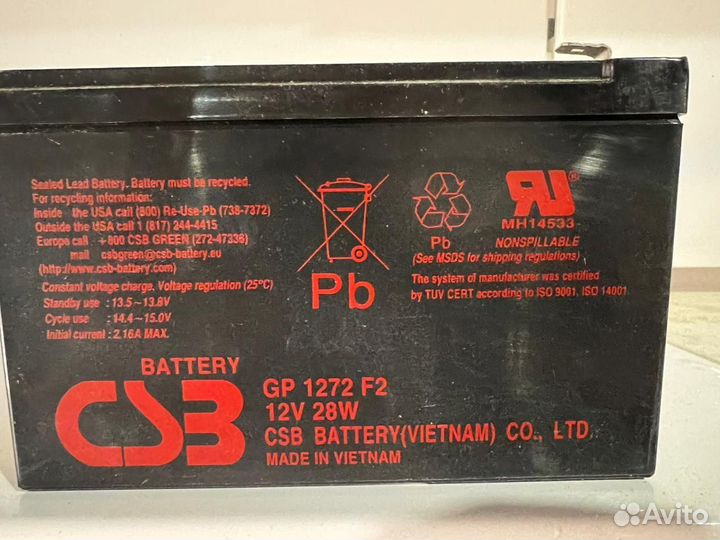 Sealed Lead Battery. Battery must be recycled.
For recycling information:
Inside the USA call (800) Re-Use-Pb (738-7372)
Outside the USA call 1 (817) 244-4415
Europe call : +800 CSB GREEN (272-47336)
mail : csbgreen@csb-battery.eu
(http://www.csb-battery.com)
Constant voltage charge, Voltage regulation (25°C)
Standby use : 13.5~13.8V
Cycle use : 14.4~15.0V
Initial current : 2.16A MAX.
Pb
Pb
RU
®
MH14533
NONSPILLABLE
(See MSDS for shipping regulations)
The system of manufacturer was certified
by TUV CERT according to ISO 9001, ISO 14001
BATTERY
CSB
GP 1272 F2
12V 28W
CSB BATTERY(VIETNAM) CO., LTD
MADE IN VIETNAM
Avito